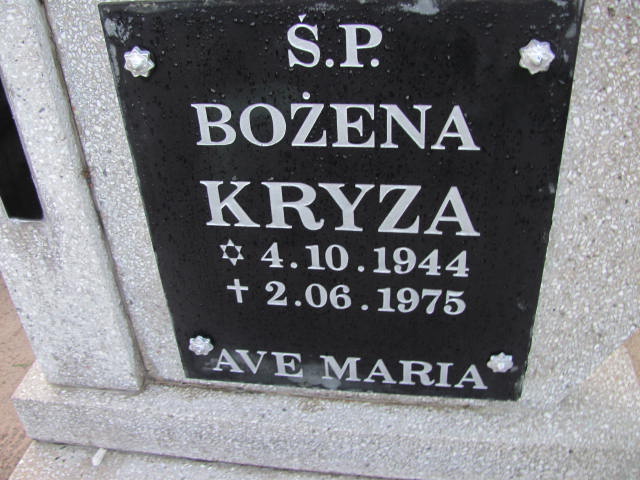 Ś.P.
BOŻENA
KRYZA
✡ 4.10.1944
✝ 2.06.1975
AVE MARIA